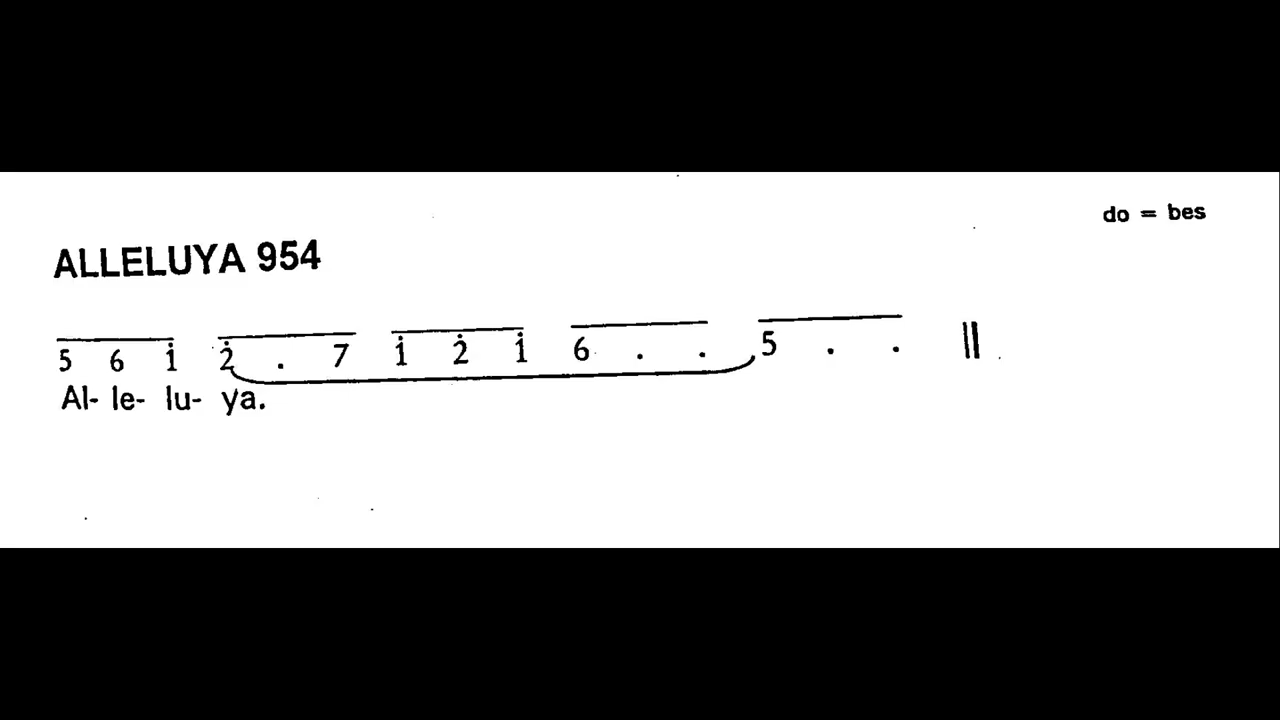 do = bes
ALLELUYA 954
5 6 1̇ 2̇ . 7 1̇ 2̇ 1̇ 6 . . 5 . . ||
Al- le- lu- ya.